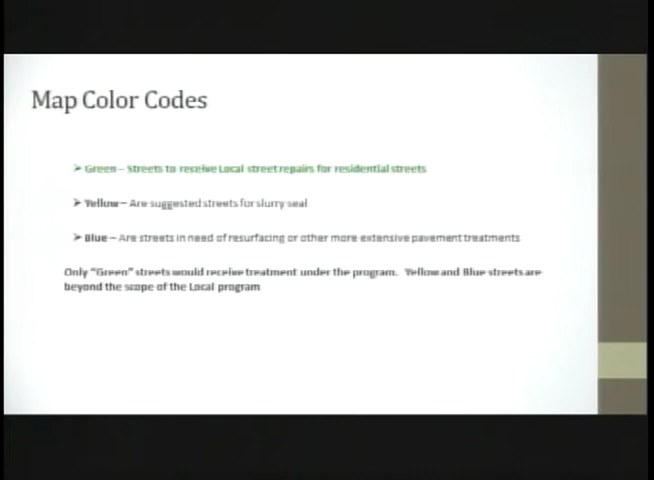 Map Color Codes
➢ Green – Streets to receive Local street repairs for residential streets
➢ Yellow – Are suggested streets for slurry seal
➢ Blue – Are streets in need of resurfacing or other more extensive pavement treatments
Only “Green” streets would receive treatment under the program. Yellow and Blue streets are
beyond the scope of the Local program